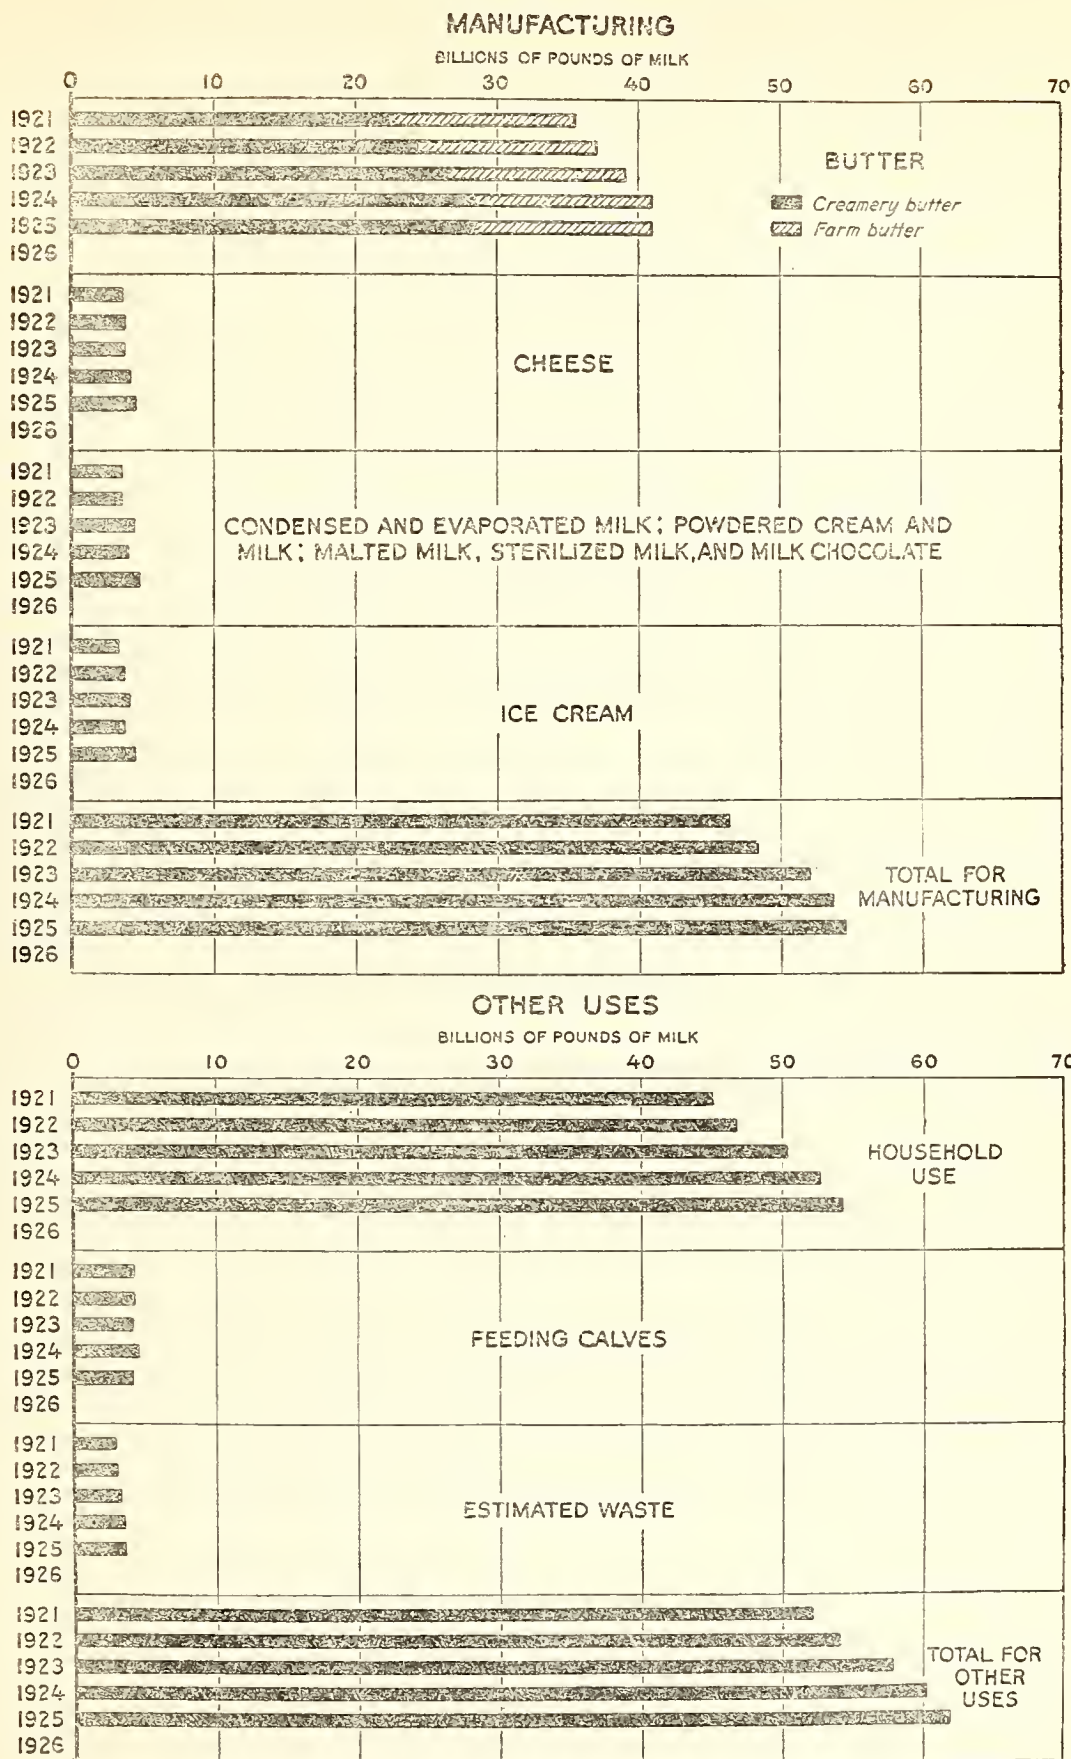 MANUFACTURING
BILLIONS OF POUNDS OF MILK
0 10 20 30 40 50 60 70
1921
1922
1923
1924
1925
1926
BUTTER
Creamery butter
Farm butter
1921
1922
1923
1924
1925
1926
CHEESE
1921
1922
1923
1924
1925
1926
CONDENSED AND EVAPORATED MILK; POWDERED CREAM AND
MILK; MALTED MILK, STERILIZED MILK, AND MILK CHOCOLATE
1921
1922
1923
1924
1925
1926
ICE CREAM
1921
1922
1923
1924
1925
1926
TOTAL FOR
MANUFACTURING
OTHER USES
BILLIONS OF POUNDS OF MILK
0 10 20 30 40 50 60 70
1921
1922
1923
1924
1925
1926
HOUSEHOLD
USE
1921
1922
1923
1924
1925
1926
FEEDING CALVES
1921
1922
1923
1924
1925
1926
ESTIMATED WASTE
1921
1922
1923
1924
1925
1926
TOTAL FOR
OTHER
USES